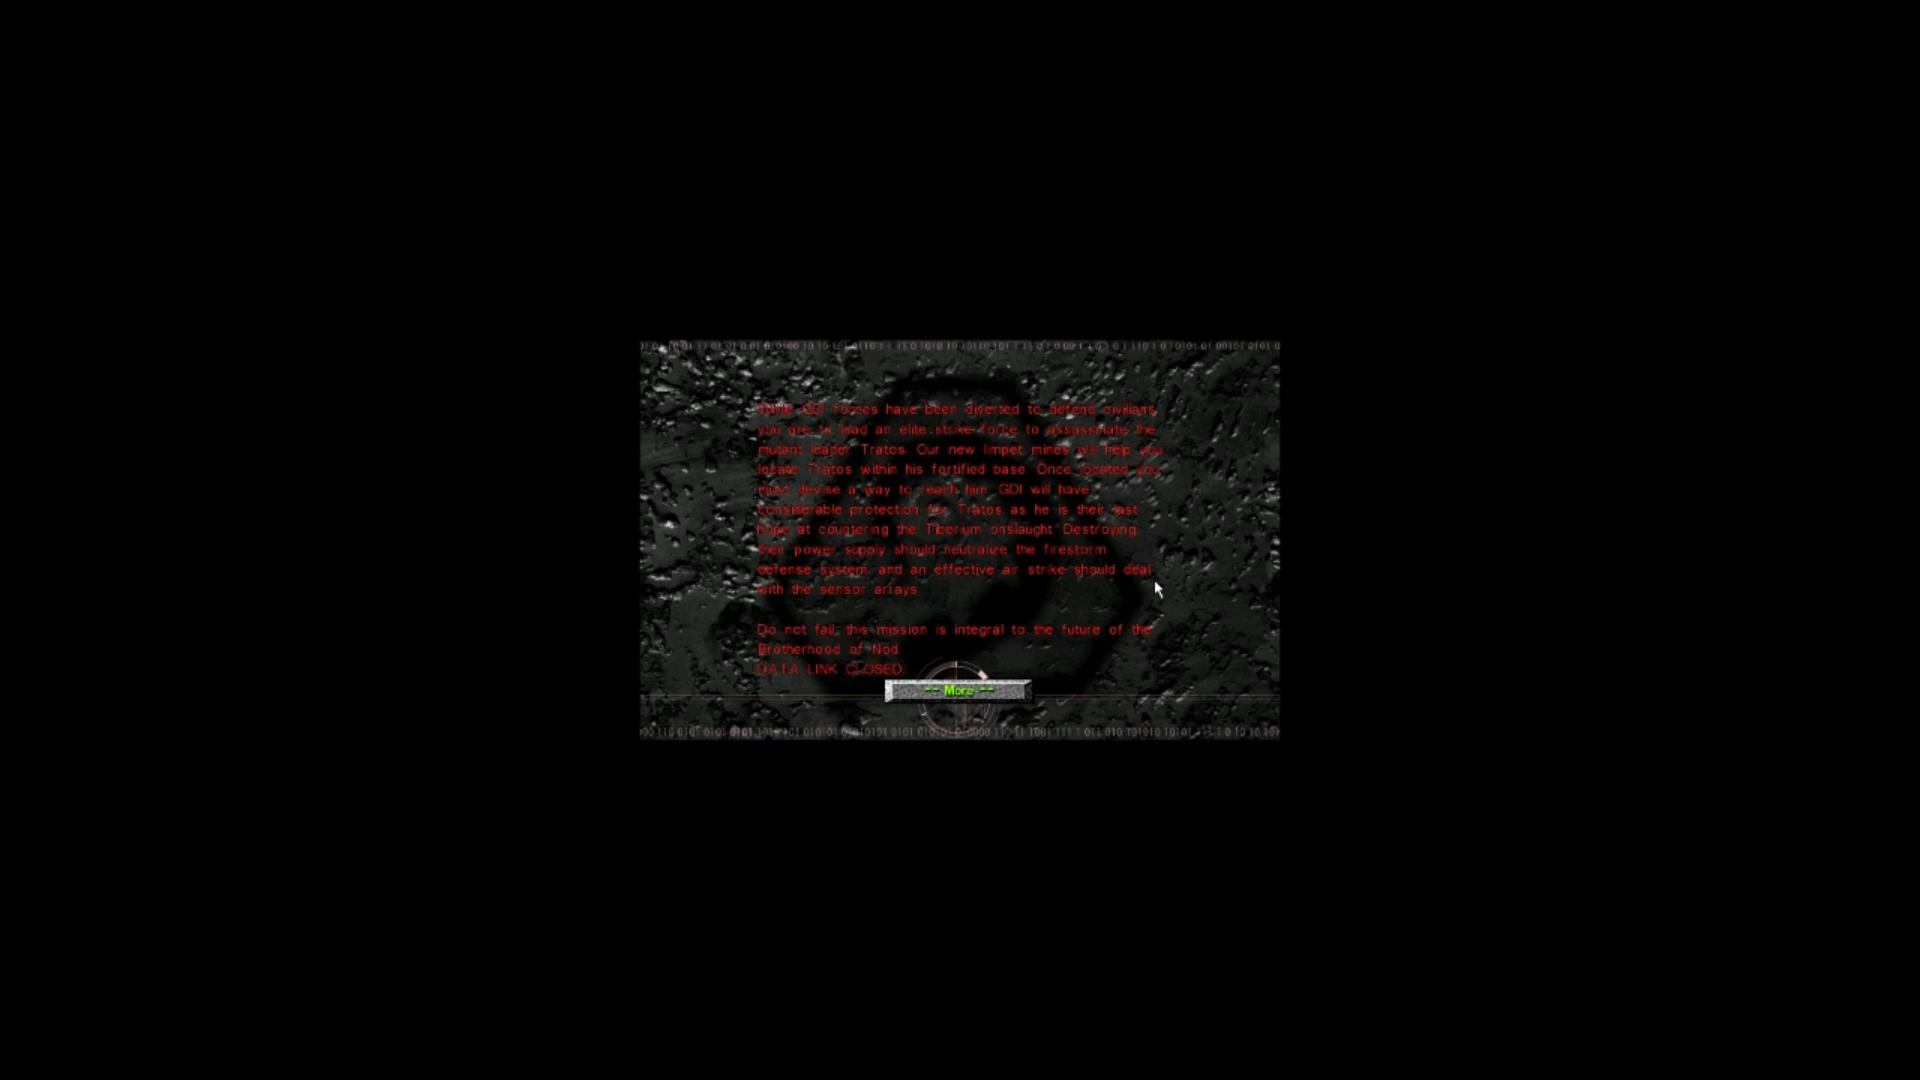 While GDI forces have been diverted to defend civilians,
you are to lead an elite strike force to assassinate the
mutant leader Tratos. Our new limpet mines will help you
locate Tratos within his fortified base. Once located you
must devise a way to reach him. GDI will have
considerable protection for Tratos as he is their last
hope at countering the Tiberium onslaught. Destroying
their power supply should neutralize the firestorm
defense system, and an effective air strike should deal
with the sensor arrays.
Do not fail, this mission is integral to the future of the
Brotherhood of Nod.
DATA LINK CLOSED.
-- More --